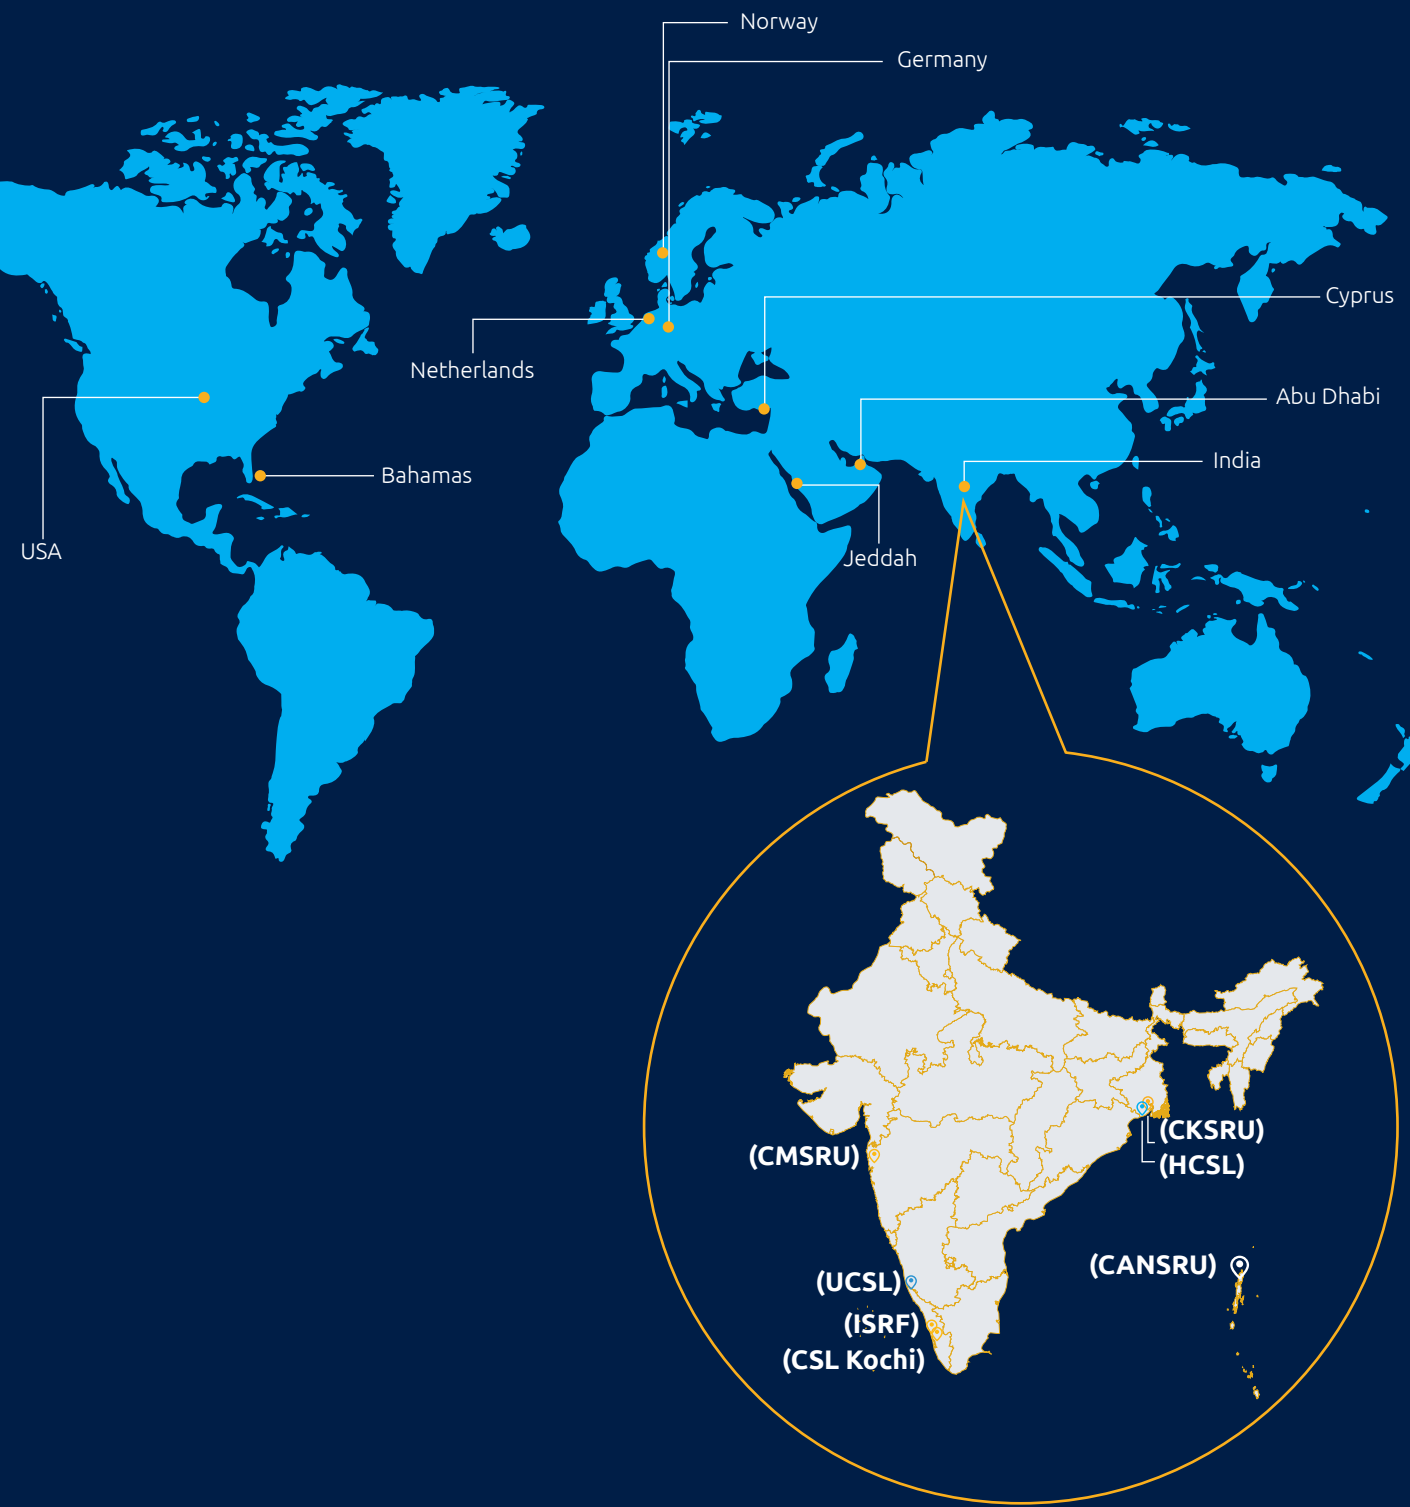 Norway
Germany
Cyprus
Netherlands
Abu Dhabi
India
Bahamas
USA
Jeddah
(CKSRU)
(CMSRU)
(HCSL)
(CANSRU)
(UCSL)
(ISRF)
(CSL Kochi)